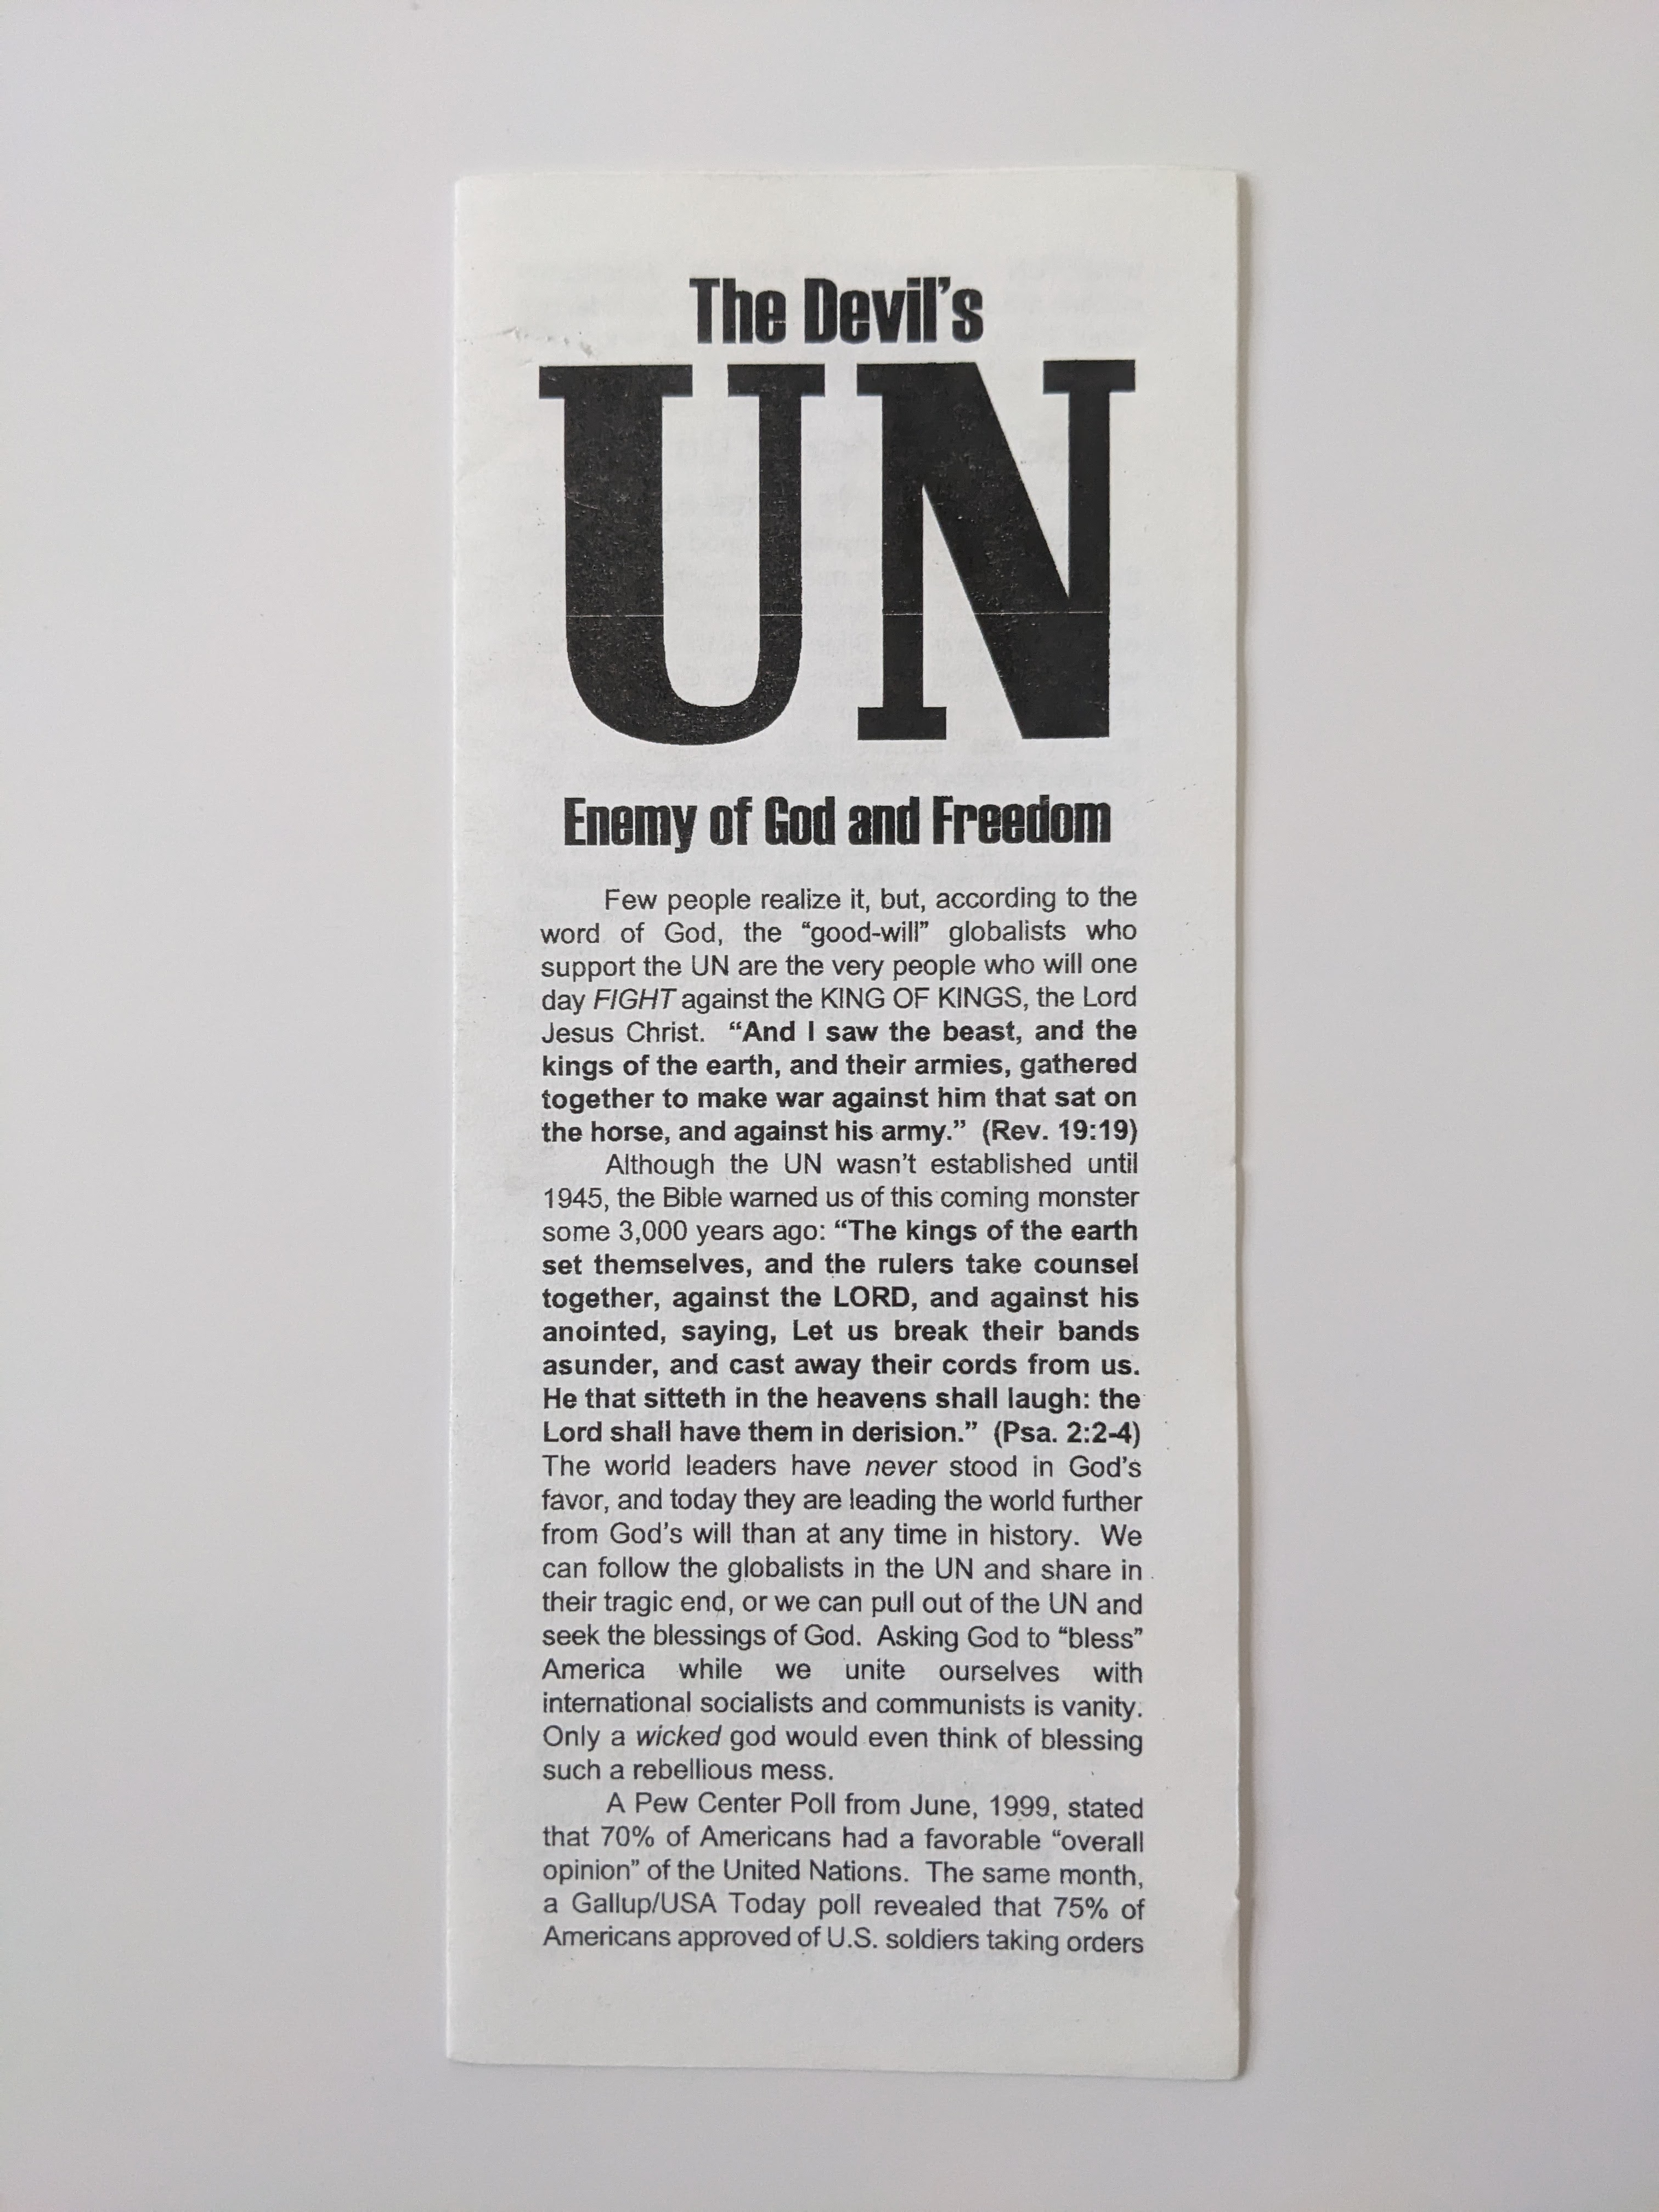 The Devil's
UN
Enemy of God and Freedom
Few people realize it, but, according to the
word of God, the “good-will” globalists who
support the UN are the very people who will one
day FIGHT against the KING OF KINGS, the Lord
Jesus Christ. “And I saw the beast, and the
kings of the earth, and their armies, gathered
together to make war against him that sat on
the horse, and against his army.” (Rev. 19:19)
Although the UN wasn't established until
1945, the Bible warned us of this coming monster
some 3,000 years ago: “The kings of the earth
set themselves, and the rulers take counsel
together, against the LORD, and against his
anointed, saying, Let us break their bands
asunder, and cast away their cords from us.
He that sitteth in the heavens shall laugh: the
Lord shall have them in derision.” (Psa. 2:2-4)
The world leaders have never stood in God's
favor, and today they are leading the world further
from God's will than at any time in history. We
can follow the globalists in the UN and share in
their tragic end, or we can pull out of the UN and
seek the blessings of God. Asking God to “bless”
America while we unite ourselves with
international socialists and communists is vanity.
Only a wicked god would even think of blessing
such a rebellious mess.
A Pew Center Poll from June, 1999, stated
that 70% of Americans had a favorable “overall
opinion” of the United Nations. The same month,
a Gallup/USA Today poll revealed that 75% of
Americans approved of U.S. soldiers taking orders